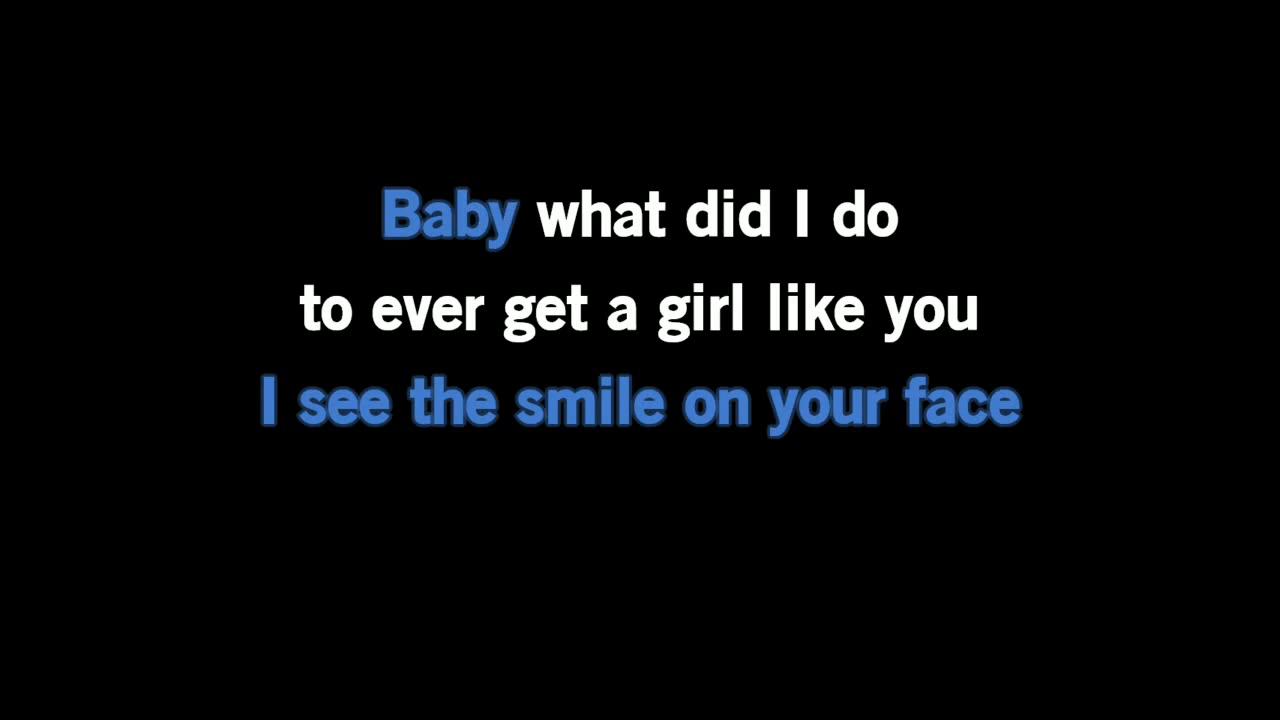 Baby what did I do
to ever get a girl like you
I see the smile on your face